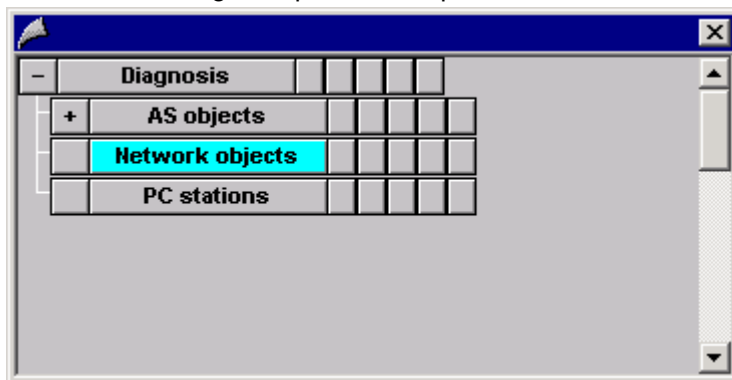 - Diagnosis
+ AS objects
Network objects
PC stations